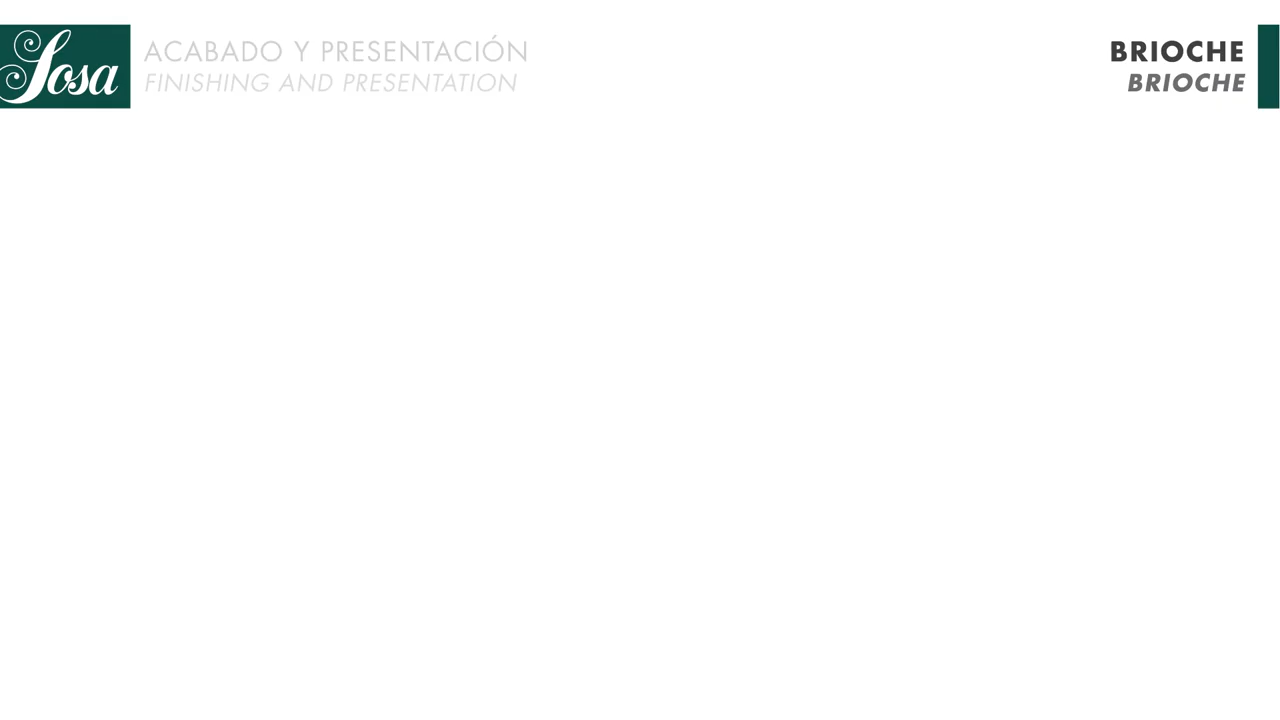 Sosa
ACABADO Y PRESENTACIÓN
FINISHING AND PRESENTATION
BRIOCHE
BRIOCHE